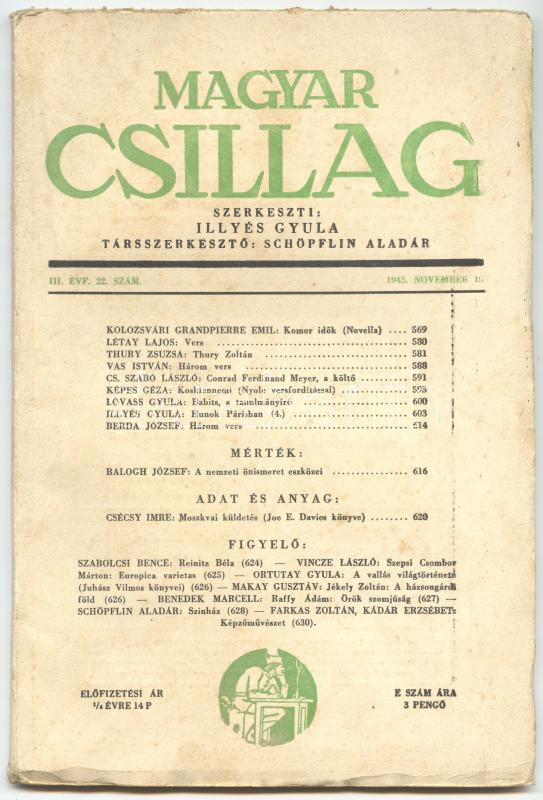 MAGYAR
CSILLAG
SZERKESZTI:
ILLYÉS GYULA
TÁRSSZERKESZTŐ: SCHÖPFLIN ALADÁR
III. ÉVF. 22. SZÁM. 1943. NOVEMBER 15.
KOLOZSVÁRI GRANDPIERRE EMIL: Komor idők (Novella) .... 569
LÉTAY LAJOS: Vers ................ 580
THURY ZSUZSA: Thury Zoltán ................ 581
VAS ISTVÁN: Három vers ................ 588
CS. SZABÓ LÁSZLÓ: Conrad Ferdinand Meyer, a költő ........ 591
KÉPES GÉZA: Koskenniemi (Nyolc versfordítással) ........ 595
LOVASS GYULA: Babits, a tanulmányíró ................ 600
ILLYÉS GYULA: Hunok Párisban (4.) ................ 603
BERDA JÓZSEF: Három vers ................ 614
MÉRTÉK:
BALOGH JÓZSEF: A nemzeti önismeret eszközei ................ 616
ADAT ÉS ANYAG:
CSÉCSY IMRE: Moszkvai küldetés (Joe E. Davies könyve) ........ 620
FIGYELŐ:
SZABOLCSI BENCE: Reinitz Béla (624) — VINCZE LÁSZLÓ: Szepsi Csombor
Márton: Europica varietas (625) — ORTUTAY GYULA: A vallás világtörténete
(Juhász Vilmos könyvei) (626) — MAKAY GUSZTÁV: Jékely Zoltán: A házsongárdi
föld (626) — BENEDEK MARCELL: Raffy Ádám: Örök szomjúság (627) —
SCHÖPFLIN ALADÁR: Szinház (628) — FARKAS ZOLTÁN, KÁDÁR ERZSÉBET:
Képzőművészet (630).
ELŐFIZETÉSI ÁR
¼ ÉVRE 14 P
E SZÁM ÁRA
3 PENGŐ